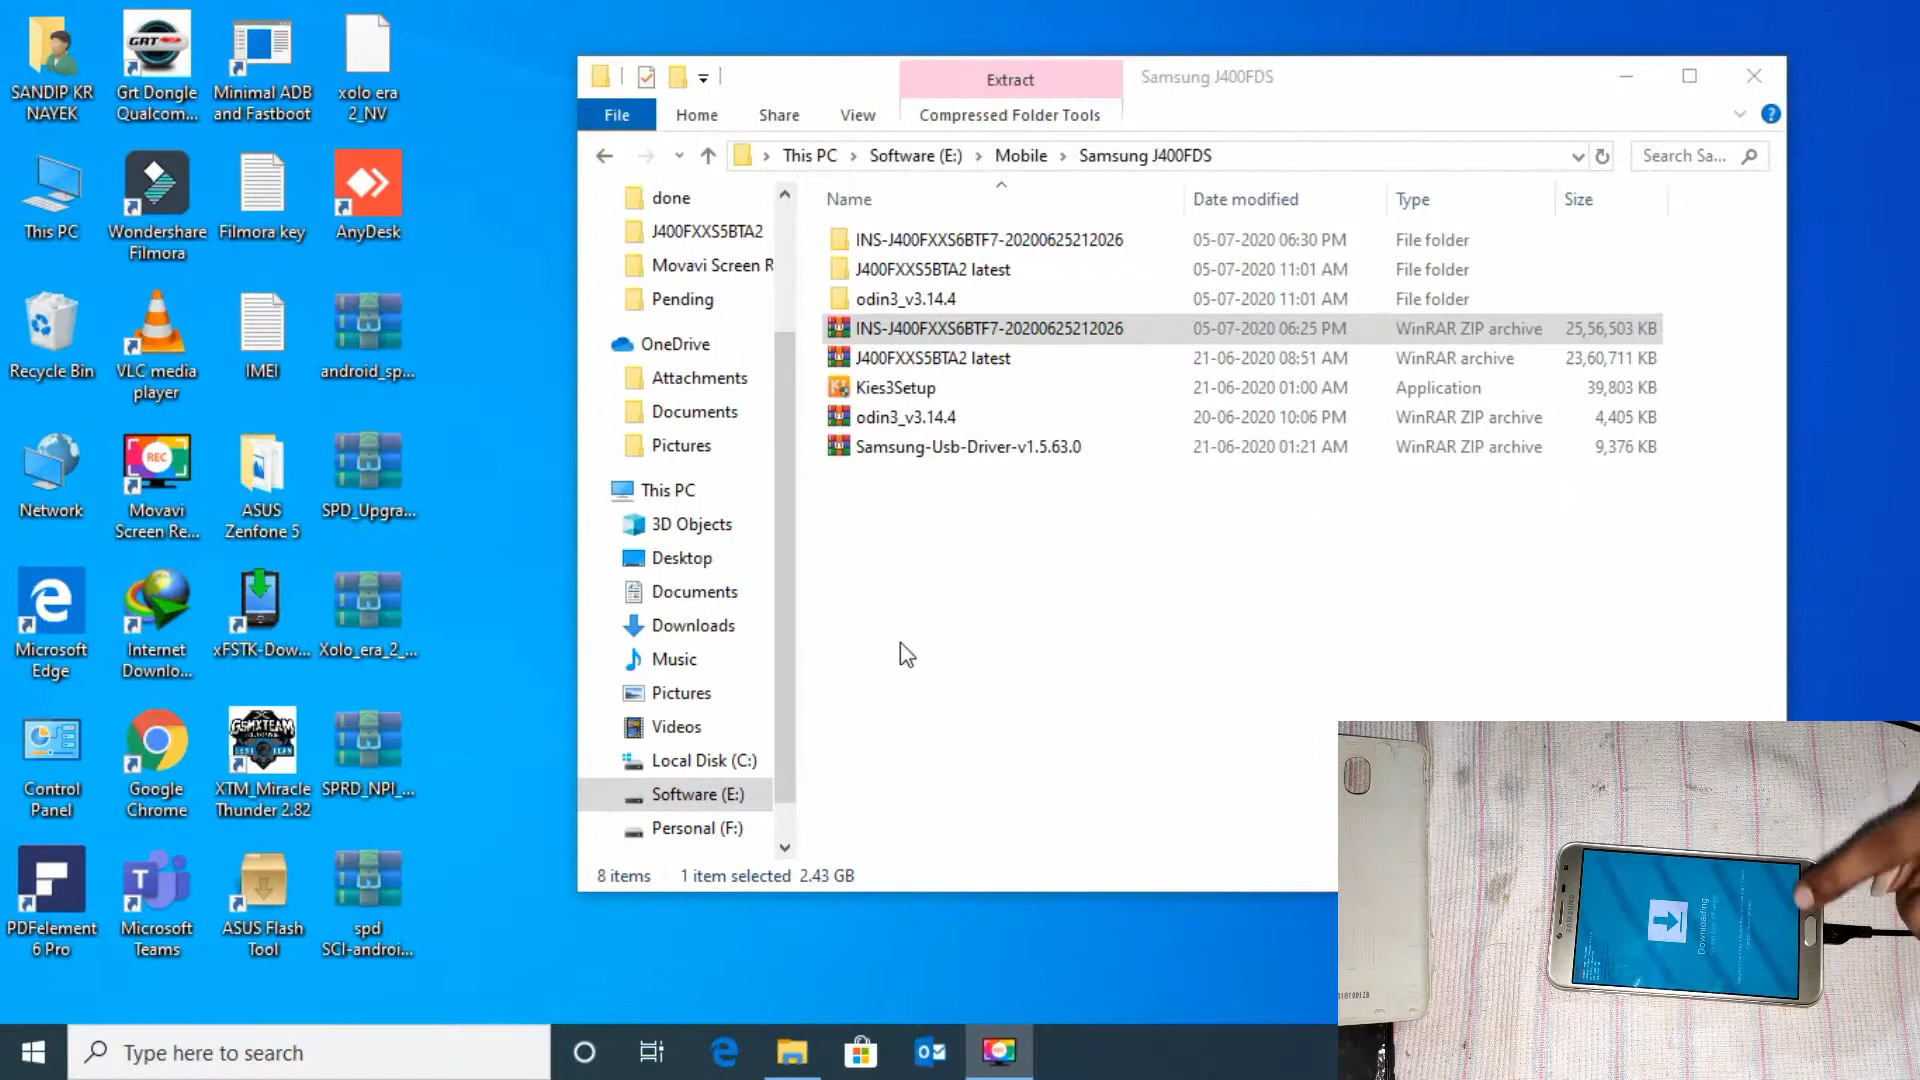 SANDIP KR NAYEK
Grt Dongle Qualcom...
Minimal ADB and Fastboot
xolo era 2_NV
This PC
Wondershare Filmora
Filmora key
AnyDesk
Recycle Bin
VLC media player
IMEI
android_sp...
Network
REC
Movavi Screen Re...
ASUS Zenfone 5
SPD_Upgra...
Microsoft Edge
Internet Downlo...
xFSTK-Dow...
Xolo_era_2_...
Control Panel
Google Chrome
GSMXTEAM
XTM_Miracle Thunder 2.82
SPRD_NPI_...
PDFelement 6 Pro
Microsoft Teams
ASUS Flash Tool
spd SCI-androi...
Extract
Samsung J400FDS
File
Home
Share
View
Compressed Folder Tools
This PC > Software (E:) > Mobile > Samsung J400FDS
Search Sa...
done
J400FXXS5BTA2
Movavi Screen R
Pending
OneDrive
Attachments
Documents
Pictures
This PC
3D Objects
Desktop
Documents
Downloads
Music
Pictures
Videos
Local Disk (C:)
Software (E:)
Personal (F:)
Name Date modified Type Size
INS-J400FXXS6BTF7-20200625212026 05-07-2020 06:30 PM File folder
J400FXXS5BTA2 latest 05-07-2020 11:01 AM File folder
odin3_v3.14.4 05-07-2020 11:01 AM File folder
INS-J400FXXS6BTF7-20200625212026 05-07-2020 06:25 PM WinRAR ZIP archive 25,56,503 KB
J400FXXS5BTA2 latest 21-06-2020 08:51 AM WinRAR archive 23,60,711 KB
Kies3Setup 21-06-2020 01:00 AM Application 39,803 KB
odin3_v3.14.4 20-06-2020 10:06 PM WinRAR ZIP archive 4,405 KB
Samsung-Usb-Driver-v1.5.63.0 21-06-2020 01:21 AM WinRAR ZIP archive 9,376 KB
8 items 1 item selected 2.43 GB
SAMSUNG
Downloading...
Type here to search